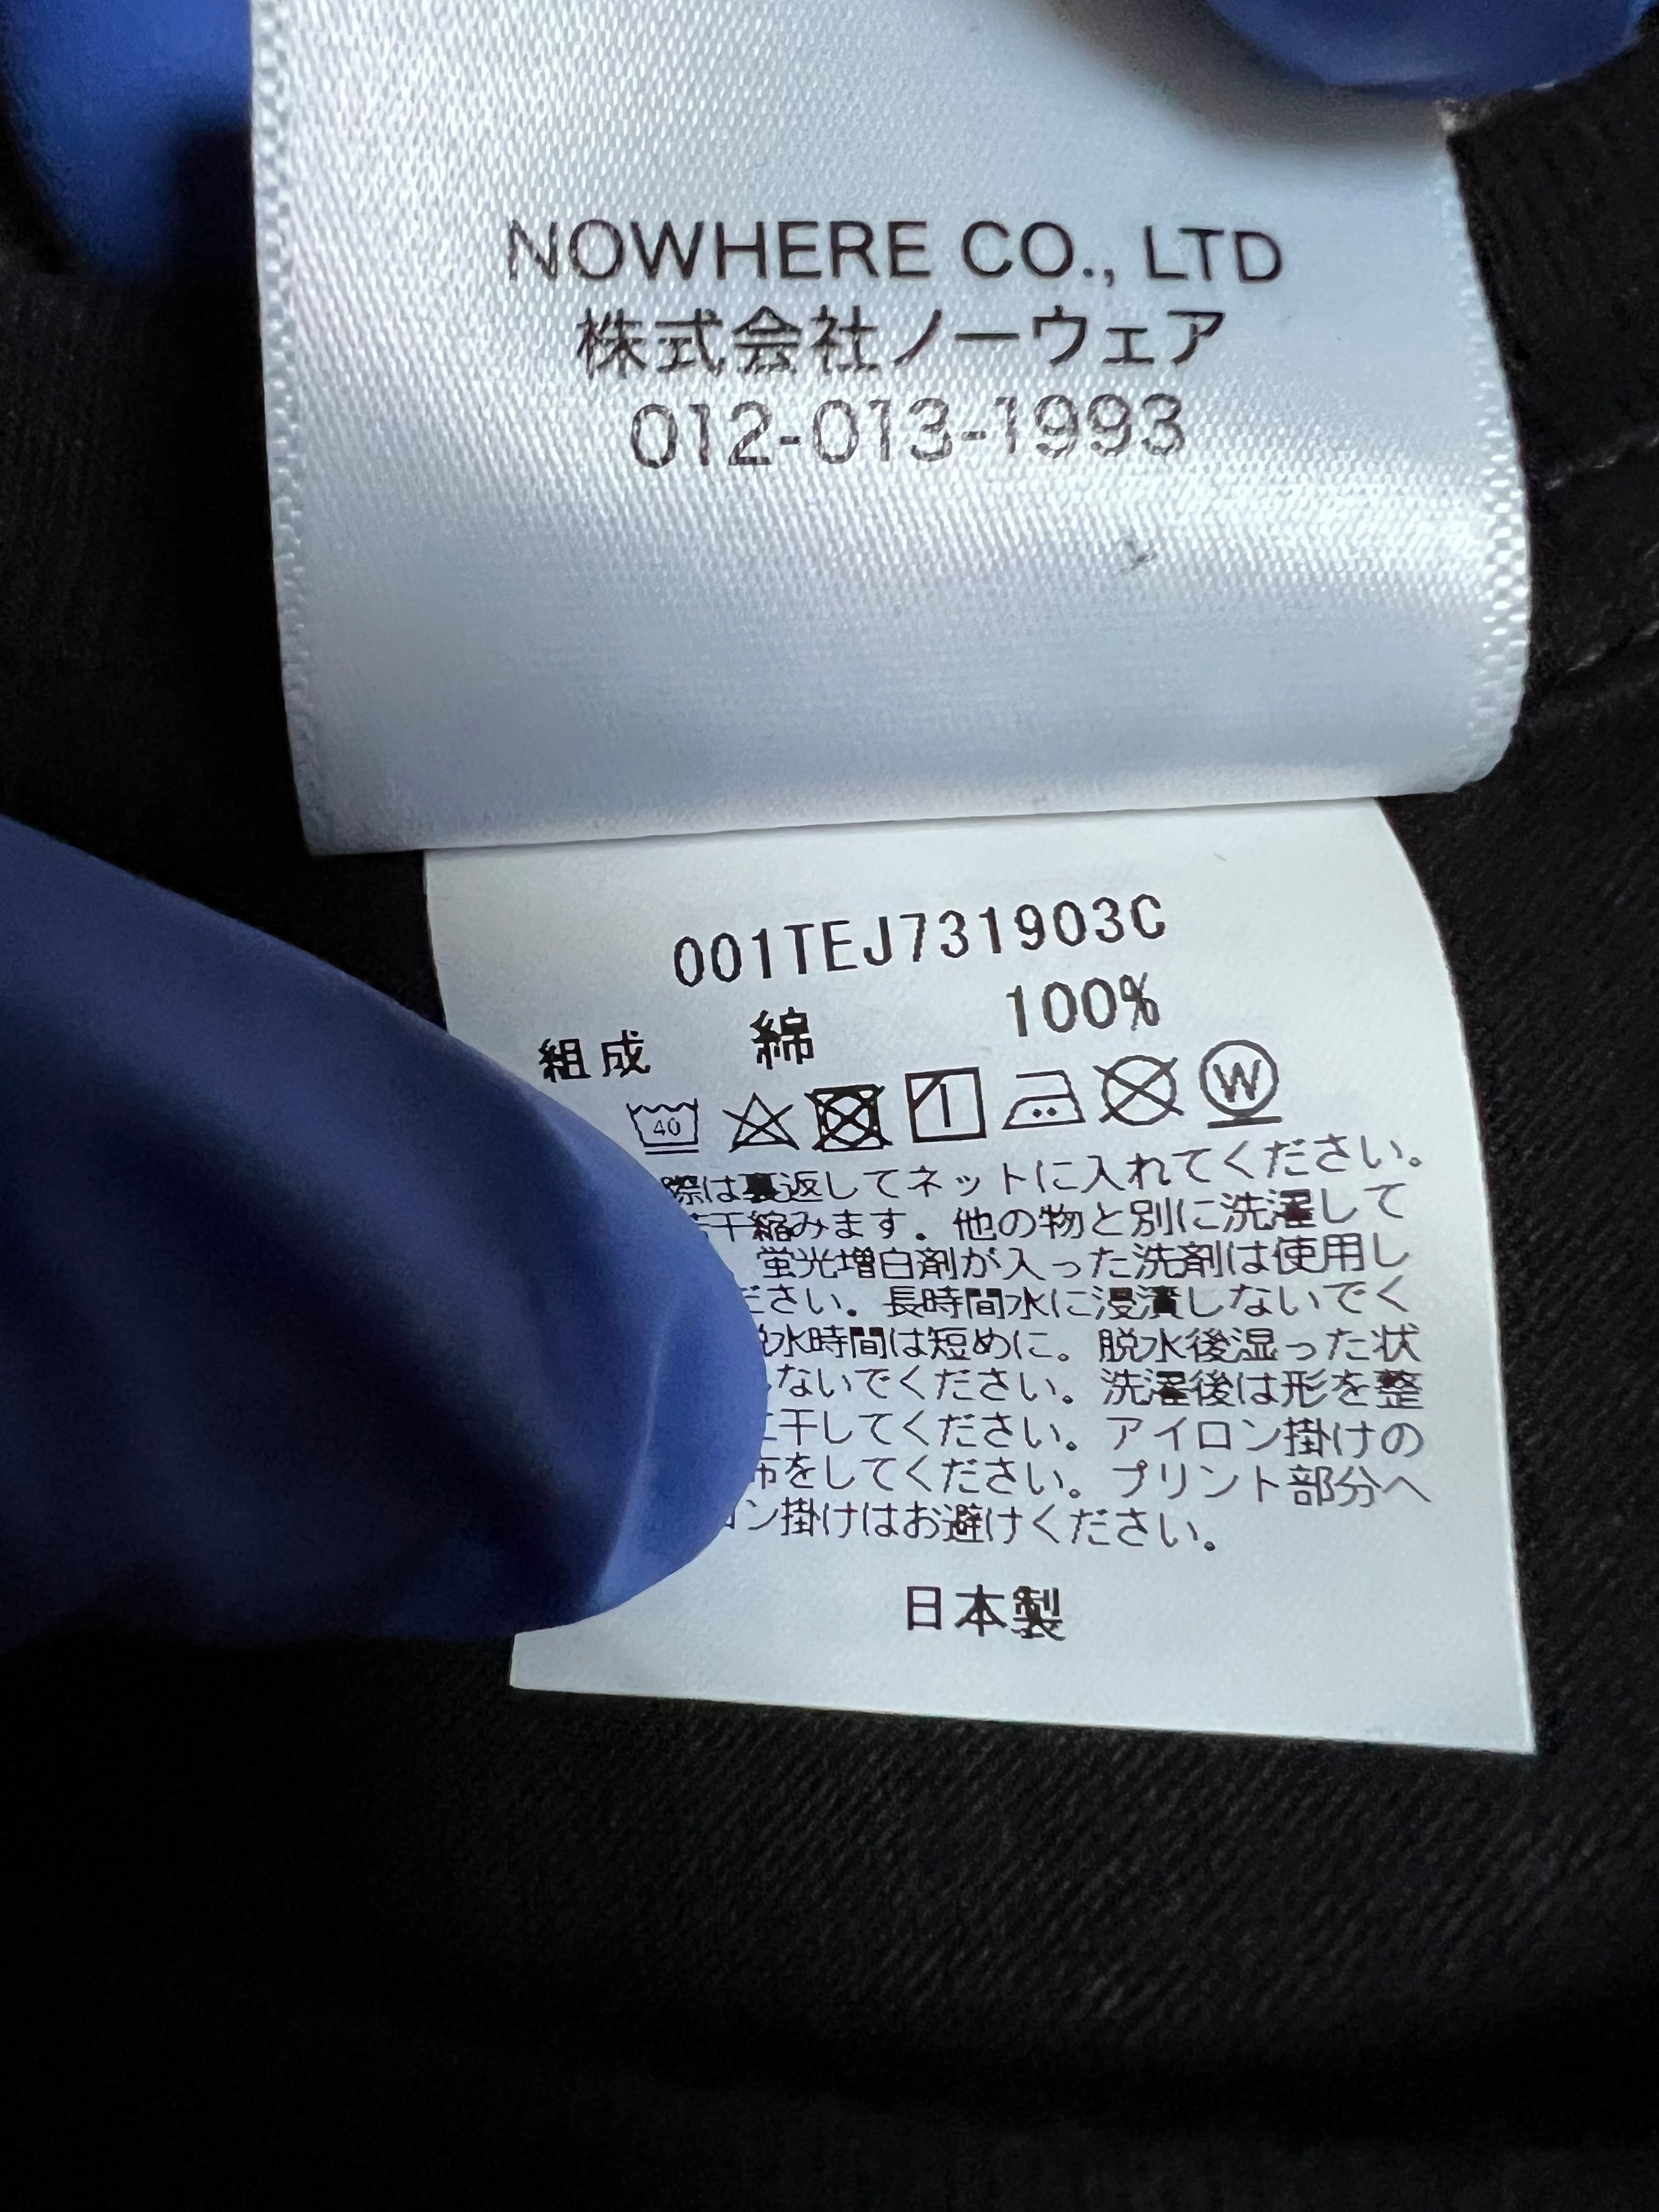 NOWHERE CO., LTD
株式会社ノーウェア
012-013-1993
001TEJ731903C
組成 綿 100%
40 W
際は裏返してネットに入れてください。
若干縮みます。他の物と別に洗濯して
蛍光増白剤が入った洗剤は使用し
ださい。長時間水に浸漬しないでく
脱水時間は短めに。脱水後湿った状
しないでください。洗濯後は形を整
に干してください。アイロン掛けの
布をしてください。プリント部分へ
ロン掛けはお避けください。
日本製